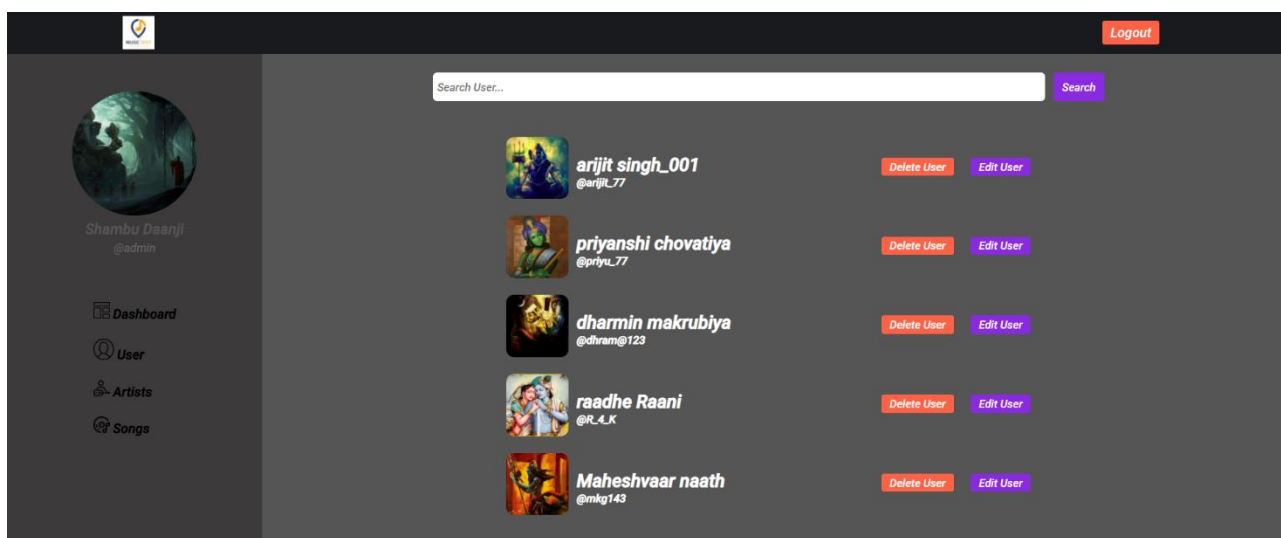 Logout
Search User...
Search
Shambu Daanji
@admin
Dashboard
User
Artists
Songs
arijit singh_001
@arijit_77
Delete User
Edit User
priyanshi chovatiya
@priyu_77
Delete User
Edit User
dharmin makrubiya
@dhram@123
Delete User
Edit User
raadhe Raani
@R_4_K
Delete User
Edit User
Maheshvaar naath
@mkg143
Delete User
Edit User